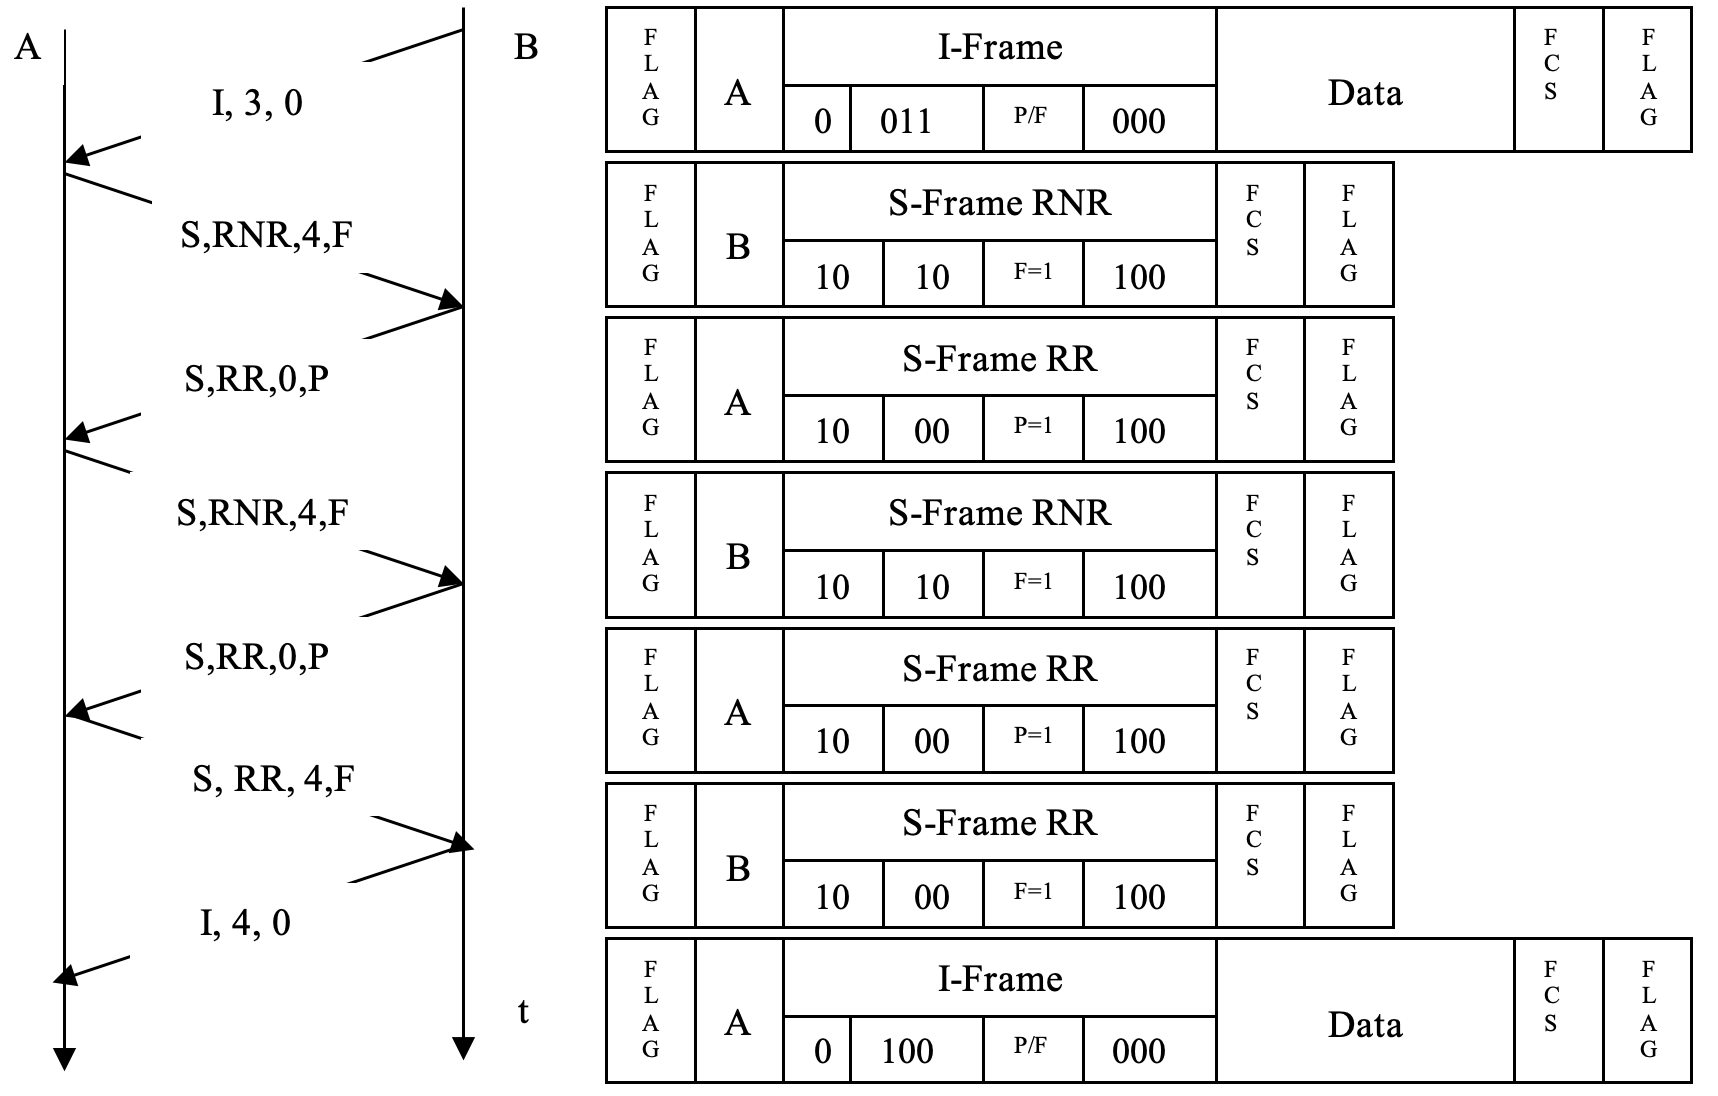 A
B
I, 3, 0
S,RNR,4,F
S,RR,0,P
S,RNR,4,F
S,RR,0,P
S, RR, 4,F
I, 4, 0
t
FLAG A I-Frame Data FCS FLAG
0 011 P/F 000
FLAG B S-Frame RNR FCS FLAG
10 10 F=1 100
FLAG A S-Frame RR FCS FLAG
10 00 P=1 100
FLAG B S-Frame RNR FCS FLAG
10 10 F=1 100
FLAG A S-Frame RR FCS FLAG
10 00 P=1 100
FLAG B S-Frame RR FCS FLAG
10 00 F=1 100
FLAG A I-Frame Data FCS FLAG
0 100 P/F 000